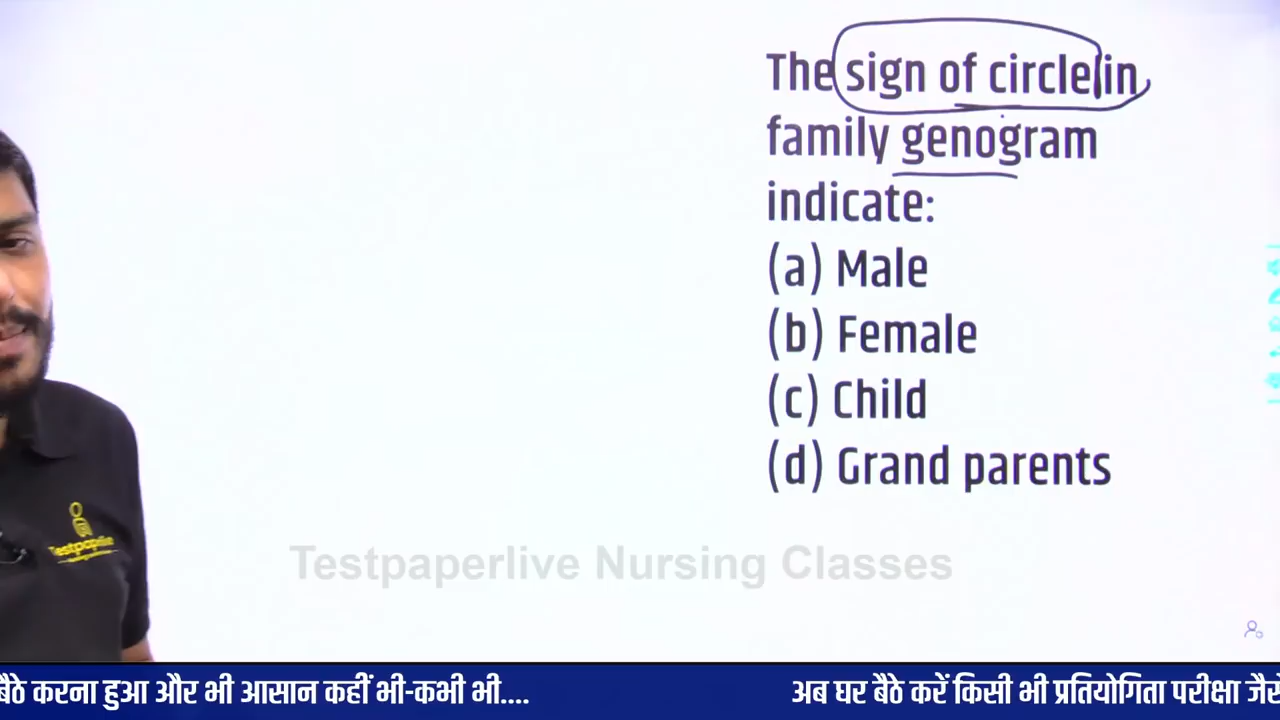 The sign of circle in
family genogram
indicate:
(a) Male
(b) Female
(c) Child
(d) Grand parents
Testpaperlive
Testpaperlive Nursing Classes
बैठे करना हुआ और भी आसान कहीं भी-कभी भी.... अब घर बैठे करें किसी भी प्रतियोगिता परीक्षा जैसे